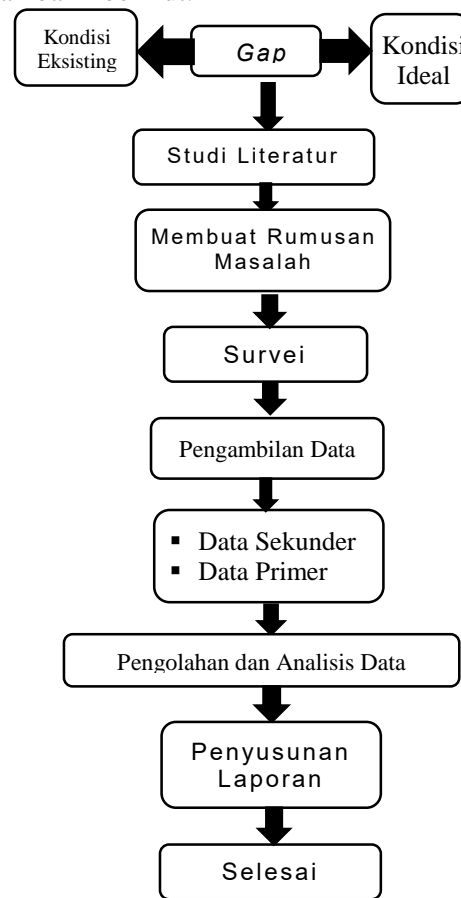 Kondisi
Eksisting
Gap
Kondisi
Ideal
Studi Literatur
Membuat Rumusan
Masalah
Survei
Pengambilan Data
▪ Data Sekunder
▪ Data Primer
Pengolahan dan Analisis Data
Penyusunan
Laporan
Selesai